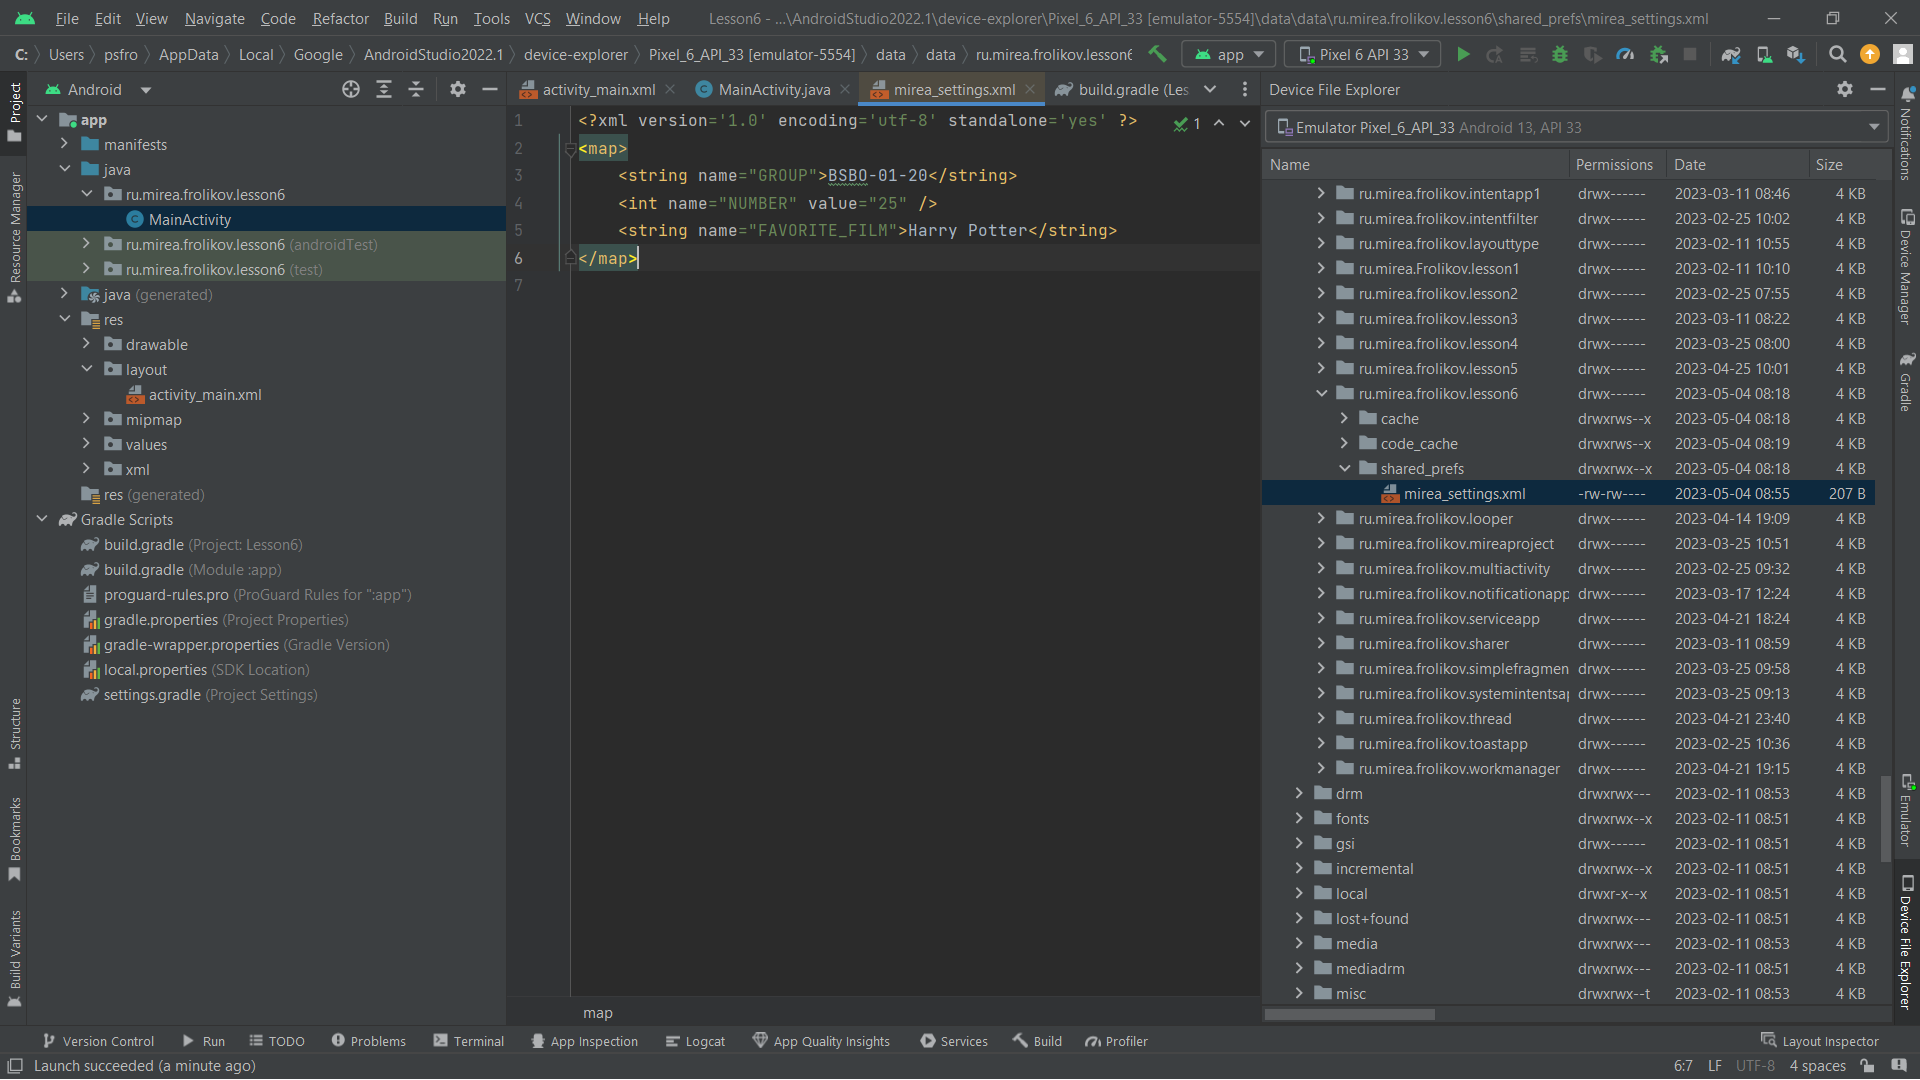 File Edit View Navigate Code Refactor Build Run Tools VCS Window Help Lesson6 - ...\AndroidStudio2022.1\device-explorer\Pixel_6_API_33 [emulator-5554]\data\data\ru.mirea.frolikov.lesson6\shared_prefs\mirea_settings.xml
C: Users psfro AppData Local Google AndroidStudio2022.1 device-explorer Pixel_6_API_33 [emulator-5554] data data ru.mirea.frolikov.lesson6 app Pixel 6 API 33
Project
Resource Manager
Structure
Bookmarks
Build Variants
Android
app
manifests
java
ru.mirea.frolikov.lesson6
MainActivity
ru.mirea.frolikov.lesson6 (androidTest)
ru.mirea.frolikov.lesson6 (test)
java (generated)
res
drawable
layout
activity_main.xml
mipmap
values
xml
res (generated)
Gradle Scripts
build.gradle (Project: Lesson6)
build.gradle (Module :app)
proguard-rules.pro (ProGuard Rules for ":app")
gradle.properties (Project Properties)
gradle-wrapper.properties (Gradle Version)
local.properties (SDK Location)
settings.gradle (Project Settings)
activity_main.xml MainActivity.java mirea_settings.xml build.gradle (Les
1 <?xml version='1.0' encoding='utf-8' standalone='yes' ?> 1
2 <map>
3 <string name="GROUP">BSBO-01-20</string>
4 <int name="NUMBER" value="25" />
5 <string name="FAVORITE_FILM">Harry Potter</string>
6 </map>
7
map
Device File Explorer
Emulator Pixel_6_API_33 Android 13, API 33
Name Permissions Date Size
ru.mirea.frolikov.intentapp1 drwx------ 2023-03-11 08:46 4 KB
ru.mirea.frolikov.intentfilter drwx------ 2023-02-25 10:02 4 KB
ru.mirea.frolikov.layouttype drwx------ 2023-02-11 10:55 4 KB
ru.mirea.Frolikov.lesson1 drwx------ 2023-02-11 10:10 4 KB
ru.mirea.frolikov.lesson2 drwx------ 2023-02-25 07:55 4 KB
ru.mirea.frolikov.lesson3 drwx------ 2023-03-11 08:22 4 KB
ru.mirea.frolikov.lesson4 drwx------ 2023-03-25 08:00 4 KB
ru.mirea.frolikov.lesson5 drwx------ 2023-04-25 10:01 4 KB
ru.mirea.frolikov.lesson6 drwx------ 2023-05-04 08:18 4 KB
cache drwxrws--x 2023-05-04 08:18 4 KB
code_cache drwxrws--x 2023-05-04 08:19 4 KB
shared_prefs drwxrwx--x 2023-05-04 08:18 4 KB
mirea_settings.xml -rw-rw---- 2023-05-04 08:55 207 B
ru.mirea.frolikov.looper drwx------ 2023-04-14 19:09 4 KB
ru.mirea.frolikov.mireaproject drwx------ 2023-03-25 10:51 4 KB
ru.mirea.frolikov.multiactivity drwx------ 2023-02-25 09:32 4 KB
ru.mirea.frolikov.notificationapp drwx------ 2023-03-17 12:24 4 KB
ru.mirea.frolikov.serviceapp drwx------ 2023-04-21 18:24 4 KB
ru.mirea.frolikov.sharer drwx------ 2023-03-11 08:59 4 KB
ru.mirea.frolikov.simplefragmen drwx------ 2023-03-25 09:58 4 KB
ru.mirea.frolikov.systemintentsap drwx------ 2023-03-25 09:13 4 KB
ru.mirea.frolikov.thread drwx------ 2023-04-21 23:40 4 KB
ru.mirea.frolikov.toastapp drwx------ 2023-02-25 10:36 4 KB
ru.mirea.frolikov.workmanager drwx------ 2023-04-21 19:15 4 KB
drm drwxrwx--- 2023-02-11 08:53 4 KB
fonts drwxrwx--x 2023-02-11 08:51 4 KB
gsi drwx------ 2023-02-11 08:51 4 KB
incremental drwxrwx--x 2023-02-11 08:51 4 KB
local drwxr-x--x 2023-02-11 08:51 4 KB
lost+found drwxrwx--- 2023-02-11 08:51 4 KB
media drwxrwx--- 2023-02-11 08:53 4 KB
mediadrm drwxrwx--- 2023-02-11 08:51 4 KB
misc drwxrwx--t 2023-02-11 08:53 4 KB
Notifications
Device Manager
Gradle
Emulator
Device File Explorer
Version Control Run TODO Problems Terminal App Inspection Logcat App Quality Insights Services Build Profiler Layout Inspector
Launch succeeded (a minute ago) 6:7 LF UTF-8 4 spaces